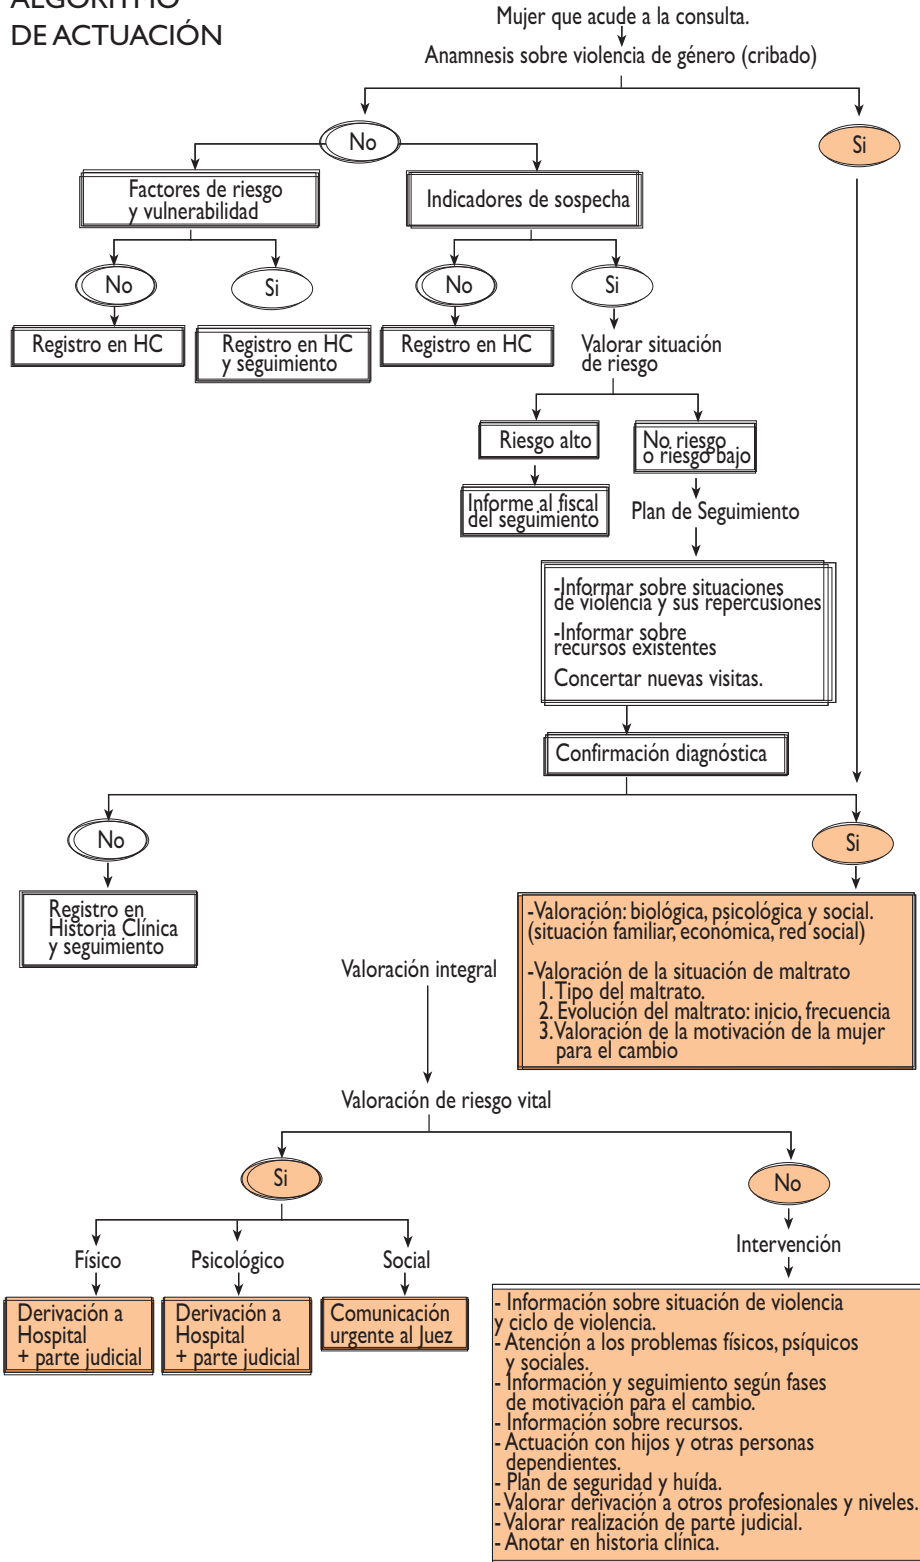 ALGORITMO
DE ACTUACIÓN
Mujer que acude a la consulta.
Anamnesis sobre violencia de género (cribado)
No
Si
Factores de riesgo
y vulnerabilidad
Indicadores de sospecha
No
Si
No
Si
Registro en HC
Registro en HC
y seguimiento
Registro en HC
Valorar situación
de riesgo
Riesgo alto
No riesgo
o riesgo bajo
Informe al fiscal
del seguimiento
Plan de Seguimiento
-Informar sobre situaciones
de violencia y sus repercusiones
-Informar sobre
recursos existentes
Concertar nuevas visitas.
Confirmación diagnóstica
No
Si
Registro en
Historia Clínica
y seguimiento
-Valoración: biológica, psicológica y social.
(situación familiar, económica, red social)
-Valoración de la situación de maltrato
1. Tipo del maltrato.
2. Evolución del maltrato: inicio, frecuencia
3. Valoración de la motivación de la mujer
para el cambio
Valoración integral
Valoración de riesgo vital
Si
No
Físico
Psicológico
Social
Intervención
Derivación a
Hospital
+ parte judicial
Derivación a
Hospital
+ parte judicial
Comunicación
urgente al Juez
- Información sobre situación de violencia
y ciclo de violencia.
- Atención a los problemas físicos, psíquicos
y sociales.
- Información y seguimiento según fases
de motivación para el cambio.
- Información sobre recursos.
- Actuación con hijos y otras personas
dependientes.
- Plan de seguridad y huída.
- Valorar derivación a otros profesionales y niveles.
- Valorar realización de parte judicial.
- Anotar en historia clínica.